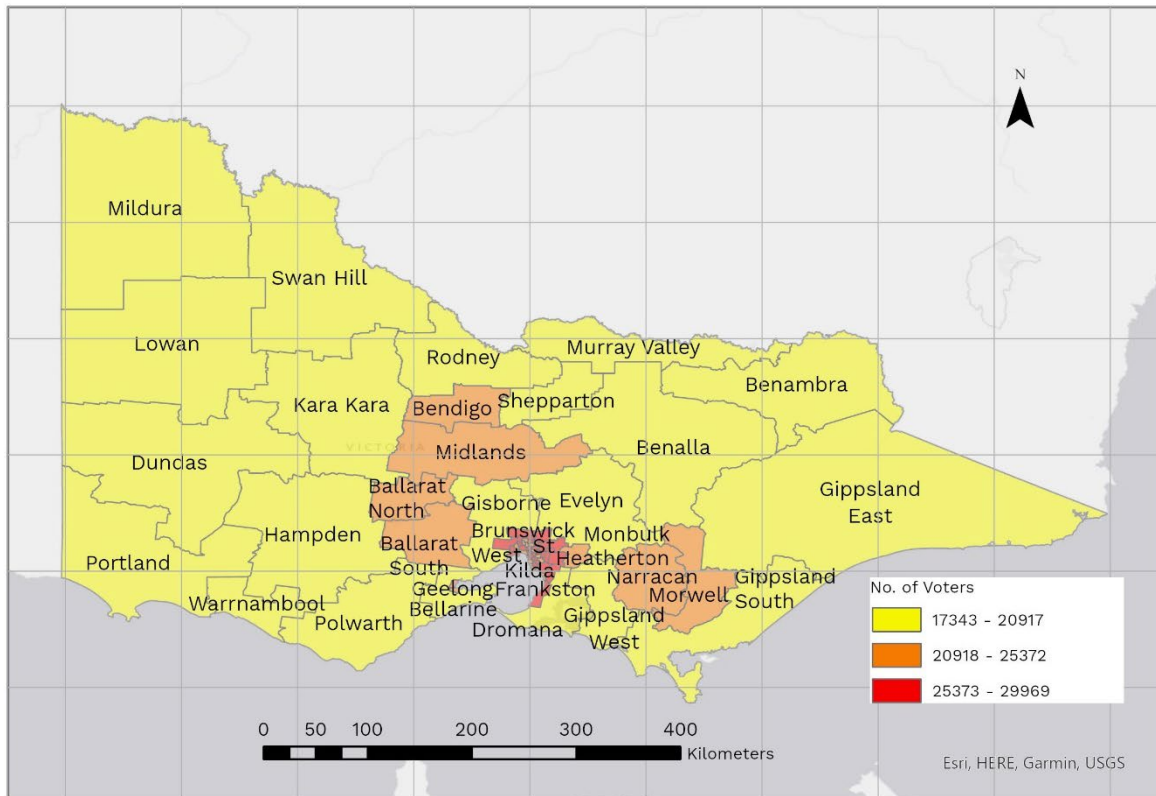 N
Mildura
Swan Hill
Lowan
Rodney
Murray Valley
Benambra
Kara Kara
Bendigo
Shepparton
VICTORIA
Midlands
Benalla
Dundas
Ballarat
North
Gisborne
Evelyn
Gippsland
East
Hampden
Brunswick
West
St
Kilda
Monbulk
Ballarat
South
Heatherton
Portland
Geelong
Frankston
Narracan
Morwell
Gippsland
South
Warrnambool
Bellarine
Polwarth
Dromana
Gippsland
West
No. of Voters
17343 - 20917
20918 - 25372
25373 - 29969
0 50 100 200 300 400
Kilometers
Esri, HERE, Garmin, USGS